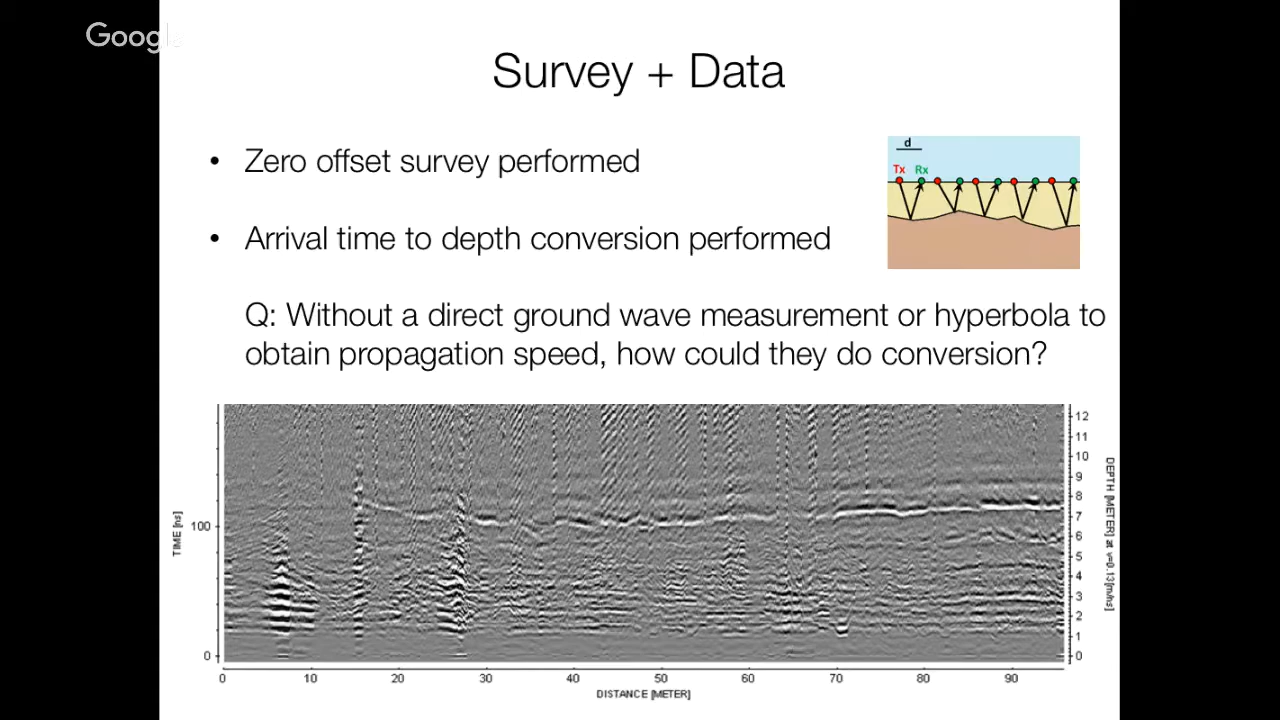 Google
Survey + Data
• Zero offset survey performed
d
Tx Rx
• Arrival time to depth conversion performed
Q: Without a direct ground wave measurement or hyperbola to
obtain propagation speed, how could they do conversion?
12
11
10
9
8
7
6
5
4
3
2
1
0
DEPTH [METER] at v=0.13[m/ns]
TIME [ns]
100
0
0 10 20 30 40 50 60 70 80 90
DISTANCE [METER]